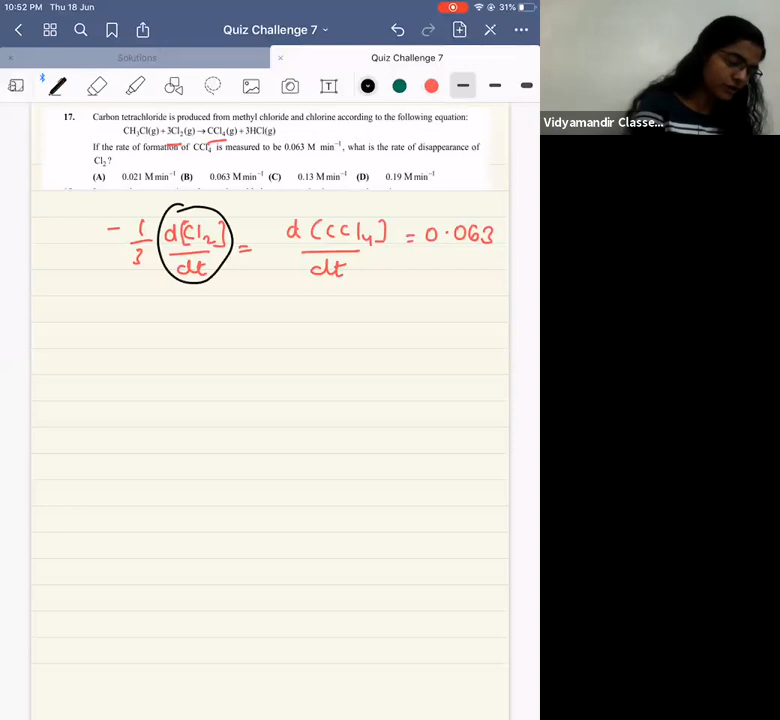 10:52 PM Thu 18 Jun
31%
Quiz Challenge 7
Solutions
Quiz Challenge 7
T
17. Carbon tetrachloride is produced from methyl chloride and chlorine according to the following equation:
CH₃Cl(g) + 3Cl₂(g) → CCl₄(g) + 3HCl(g)
If the rate of formation of CCl₄ is measured to be 0.063 M min⁻¹, what is the rate of disappearance of
Cl₂?
(A) 0.021 M min⁻¹ (B) 0.063 M min⁻¹ (C) 0.13 M min⁻¹ (D) 0.19 M min⁻¹
- 1/3 d[Cl₂]/dt = d(CCl₄]/dt = 0.063
Vidyamandir Classe...